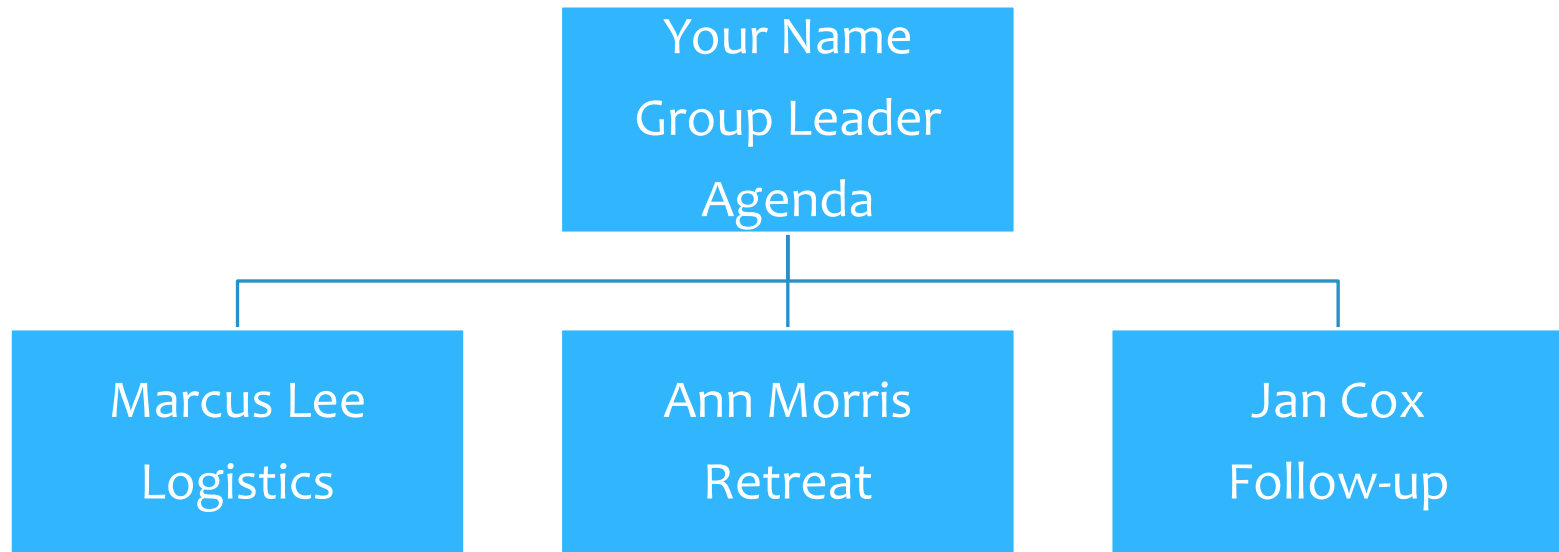 Your Name
Group Leader
Agenda
Marcus Lee
Logistics
Ann Morris
Retreat
Jan Cox
Follow-up